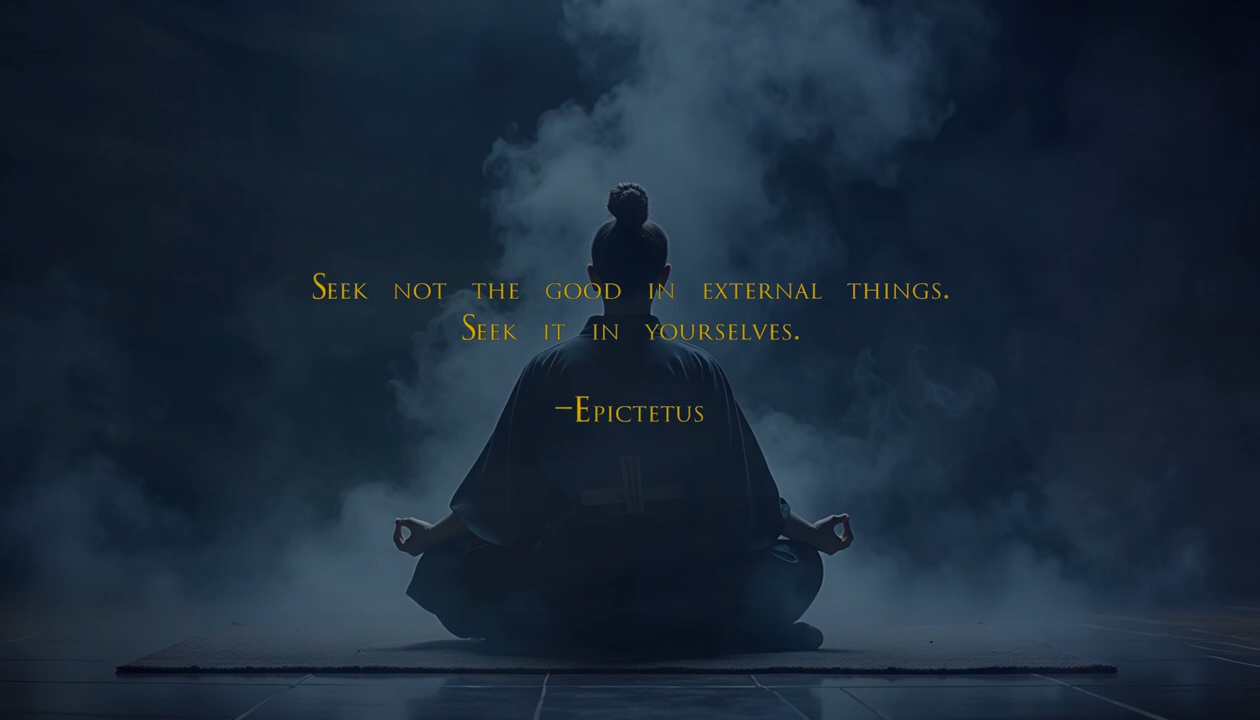 Seek not the good in external things.
Seek it in yourselves.
–Epictetus